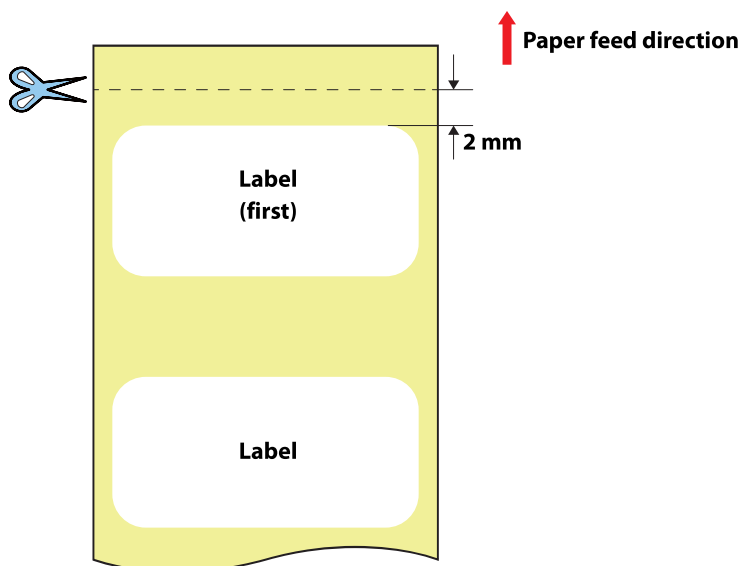 Paper feed direction
2 mm
Label
(first)
Label